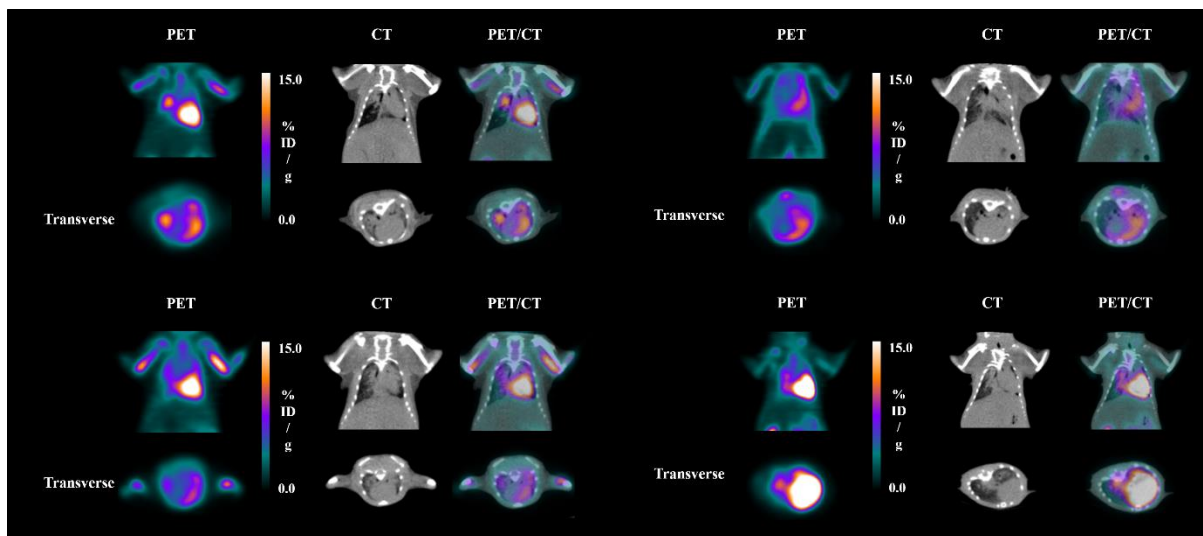 PET CT PET/CT
15.0
%
ID
/
g
0.0
Transverse
PET CT PET/CT
15.0
%
ID
/
g
0.0
Transverse
PET CT PET/CT
15.0
%
ID
/
g
0.0
Transverse
PET CT PET/CT
15.0
%
ID
/
g
0.0
Transverse